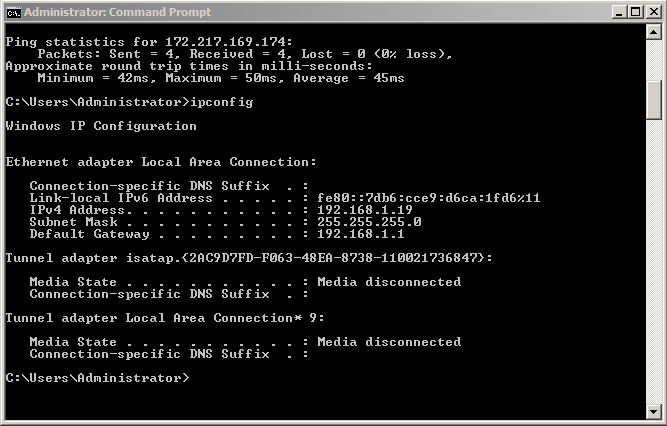 Administrator: Command Prompt
Ping statistics for 172.217.169.174:
    Packets: Sent = 4, Received = 4, Lost = 0 (0% loss),
Approximate round trip times in milli-seconds:
    Minimum = 42ms, Maximum = 50ms, Average = 45ms
C:\Users\Administrator>ipconfig
Windows IP Configuration
Ethernet adapter Local Area Connection:
   Connection-specific DNS Suffix  . :
   Link-local IPv6 Address . . . . . : fe80::7db6:cce9:d6ca:1fd6%11
   IPv4 Address. . . . . . . . . . . : 192.168.1.19
   Subnet Mask . . . . . . . . . . . : 255.255.255.0
   Default Gateway . . . . . . . . . : 192.168.1.1
Tunnel adapter isatap.{2AC9D7FD-F063-48EA-8738-110021736847}:
   Media State . . . . . . . . . . . : Media disconnected
   Connection-specific DNS Suffix  . :
Tunnel adapter Local Area Connection* 9:
   Media State . . . . . . . . . . . : Media disconnected
   Connection-specific DNS Suffix  . :
C:\Users\Administrator>